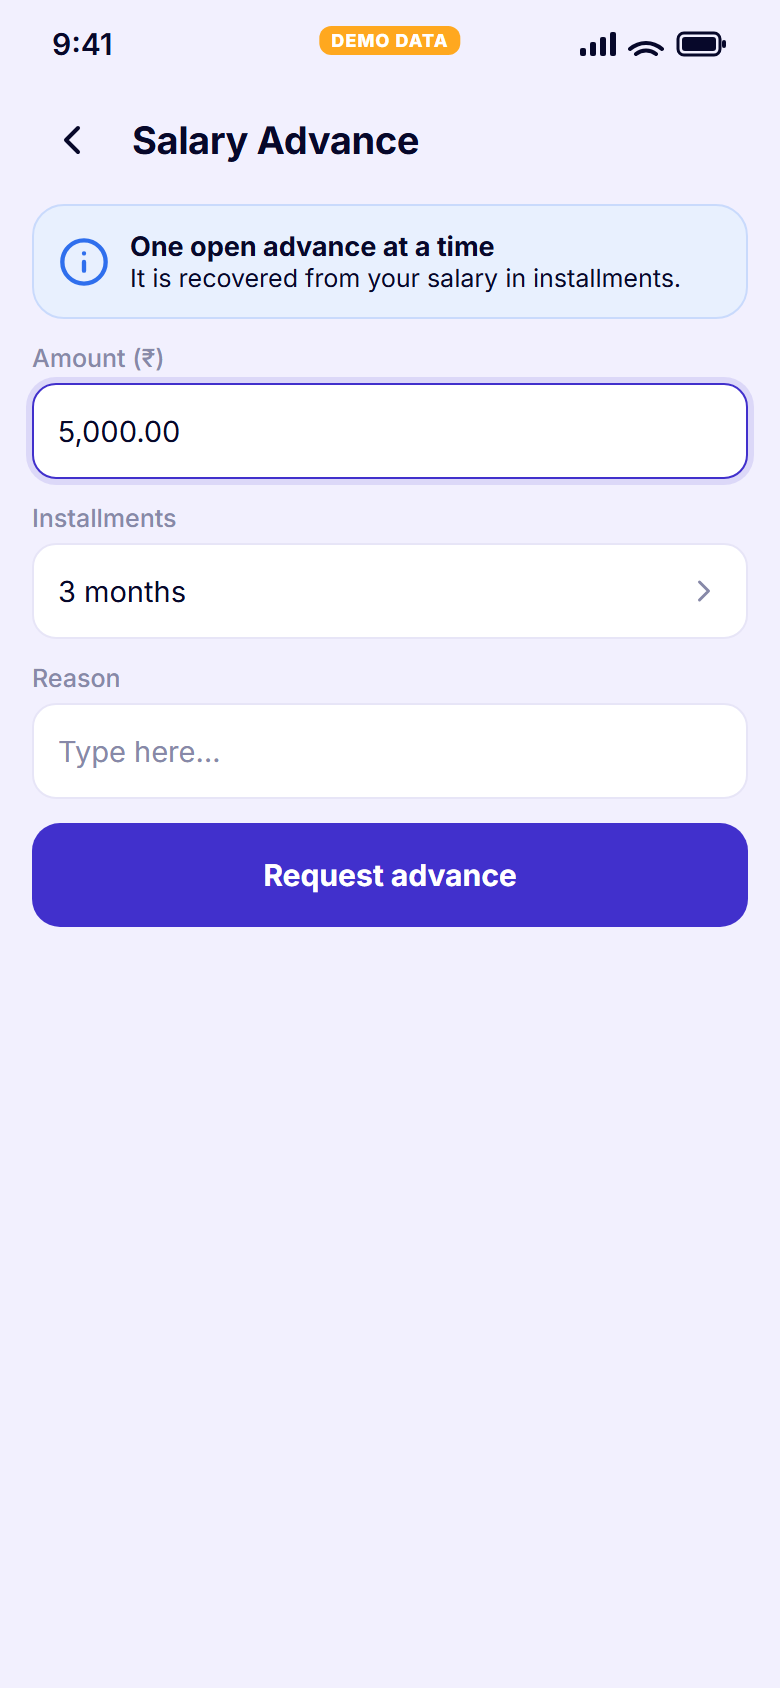 9:41
DEMO DATA
Salary Advance
One open advance at a time
It is recovered from your salary in installments.
Amount (₹)
5,000.00
Installments
3 months
Reason
Type here...
Request advance